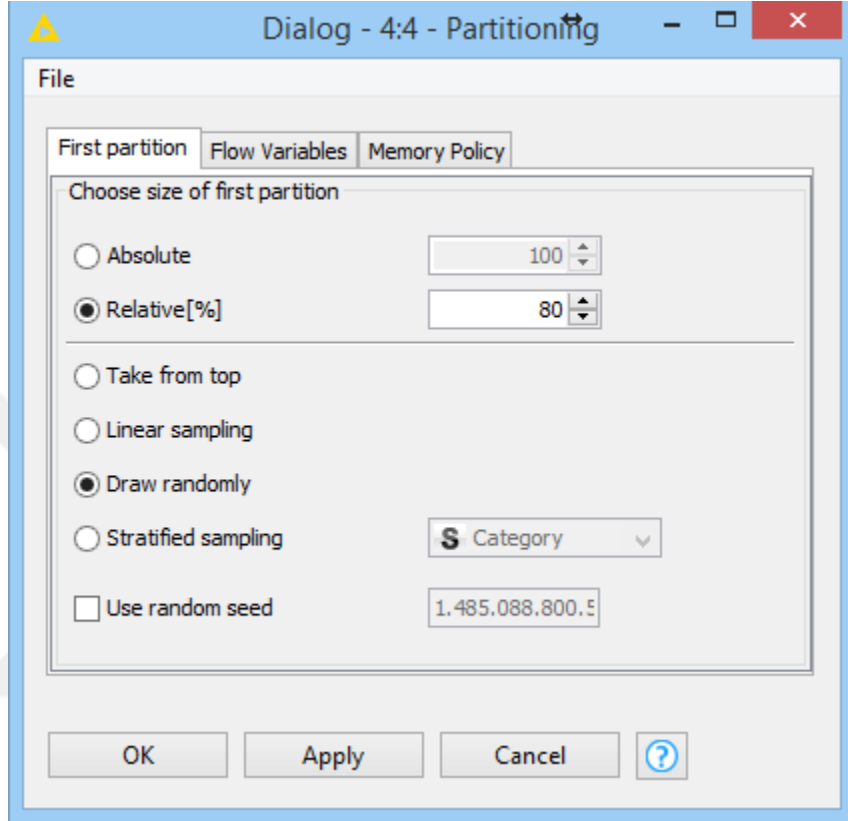 Dialog - 4:4 - Partitioning
File
First partition Flow Variables Memory Policy
Choose size of first partition
Absolute 100
Relative[%] 80
Take from top
Linear sampling
Draw randomly
Stratified sampling S Category
Use random seed 1.485.088.800.5
OK Apply Cancel ?